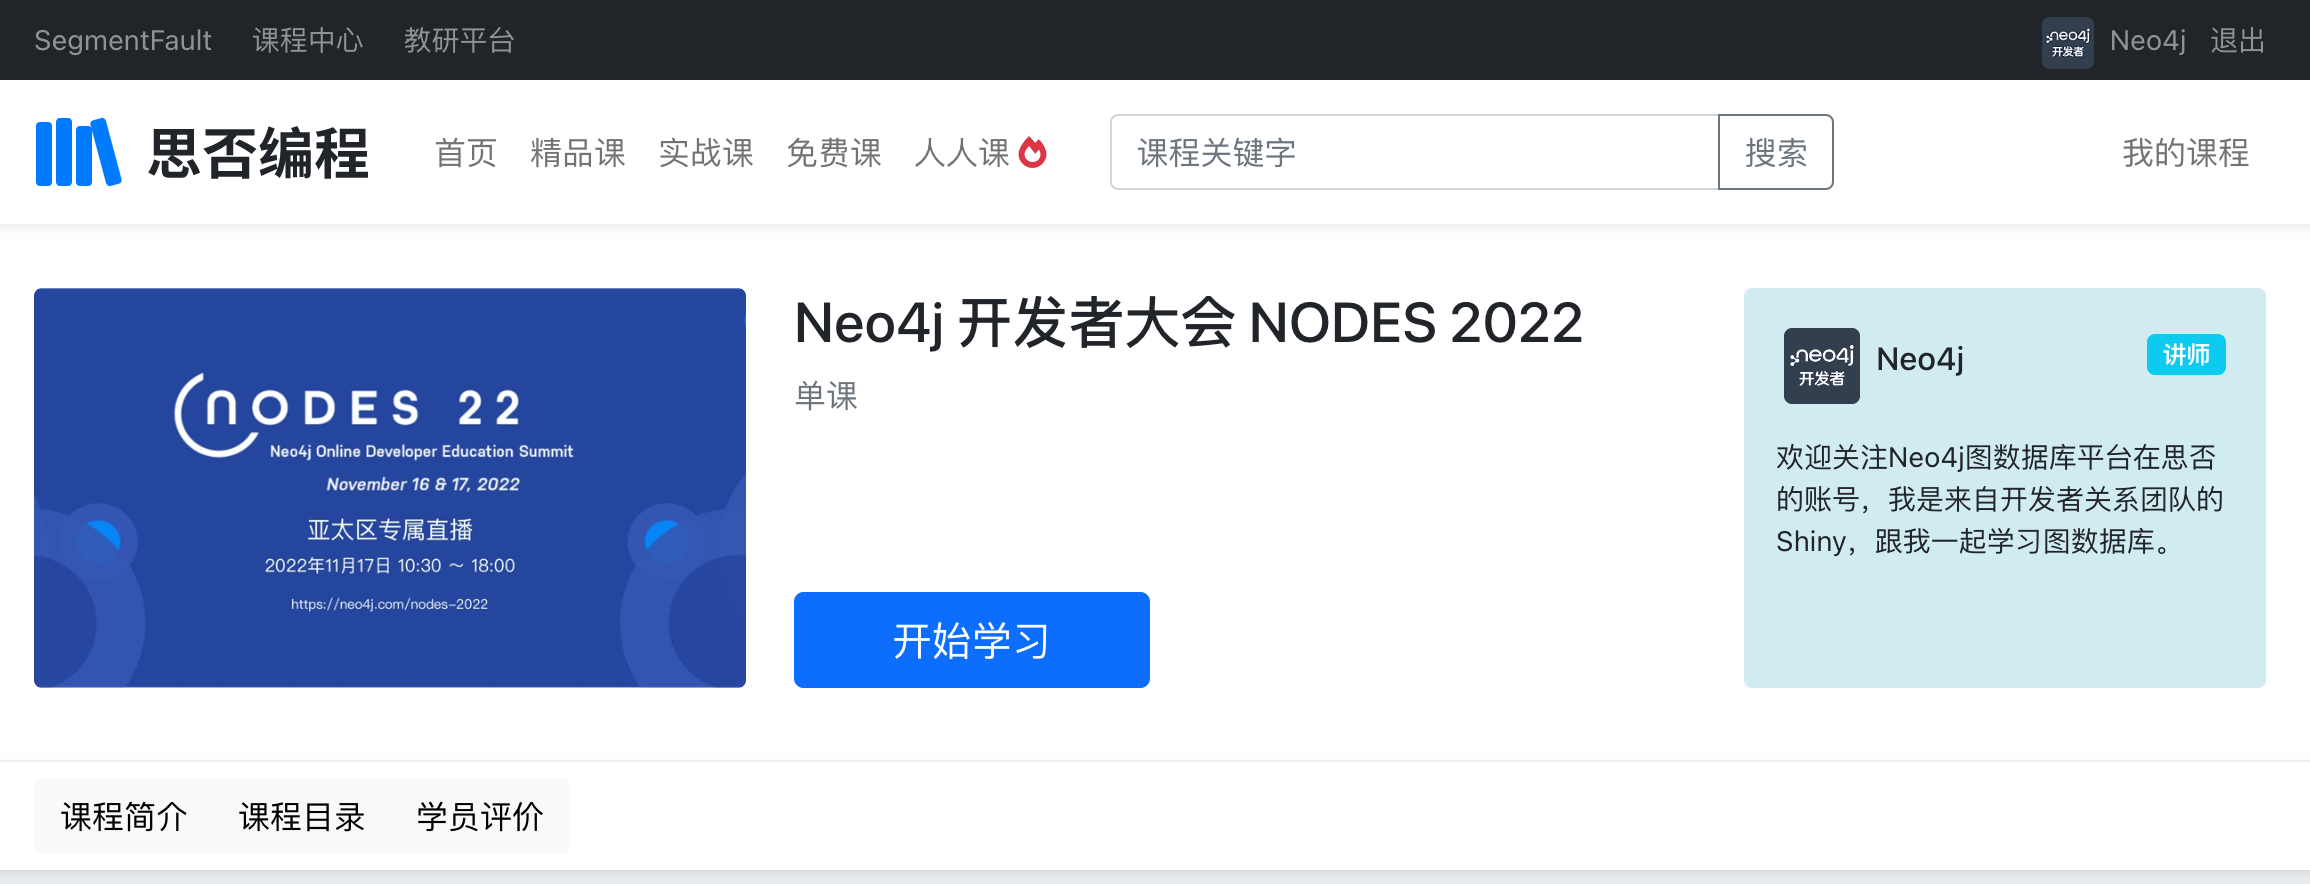 SegmentFault 课程中心 教研平台 neo4j 开发者 Neo4j 退出
思否编程 首页 精品课 实战课 免费课 人人课 课程关键字 搜索 我的课程
NODES 22
Neo4j Online Developer Education Summit
November 16 & 17, 2022
亚太区专属直播
2022年11月17日 10:30 ～ 18:00
https://neo4j.com/nodes-2022
Neo4j 开发者大会 NODES 2022
单课
开始学习
neo4j
开发者
Neo4j
讲师
欢迎关注Neo4j图数据库平台在思否
的账号，我是来自开发者关系团队的
Shiny，跟我一起学习图数据库。
课程简介 课程目录 学员评价